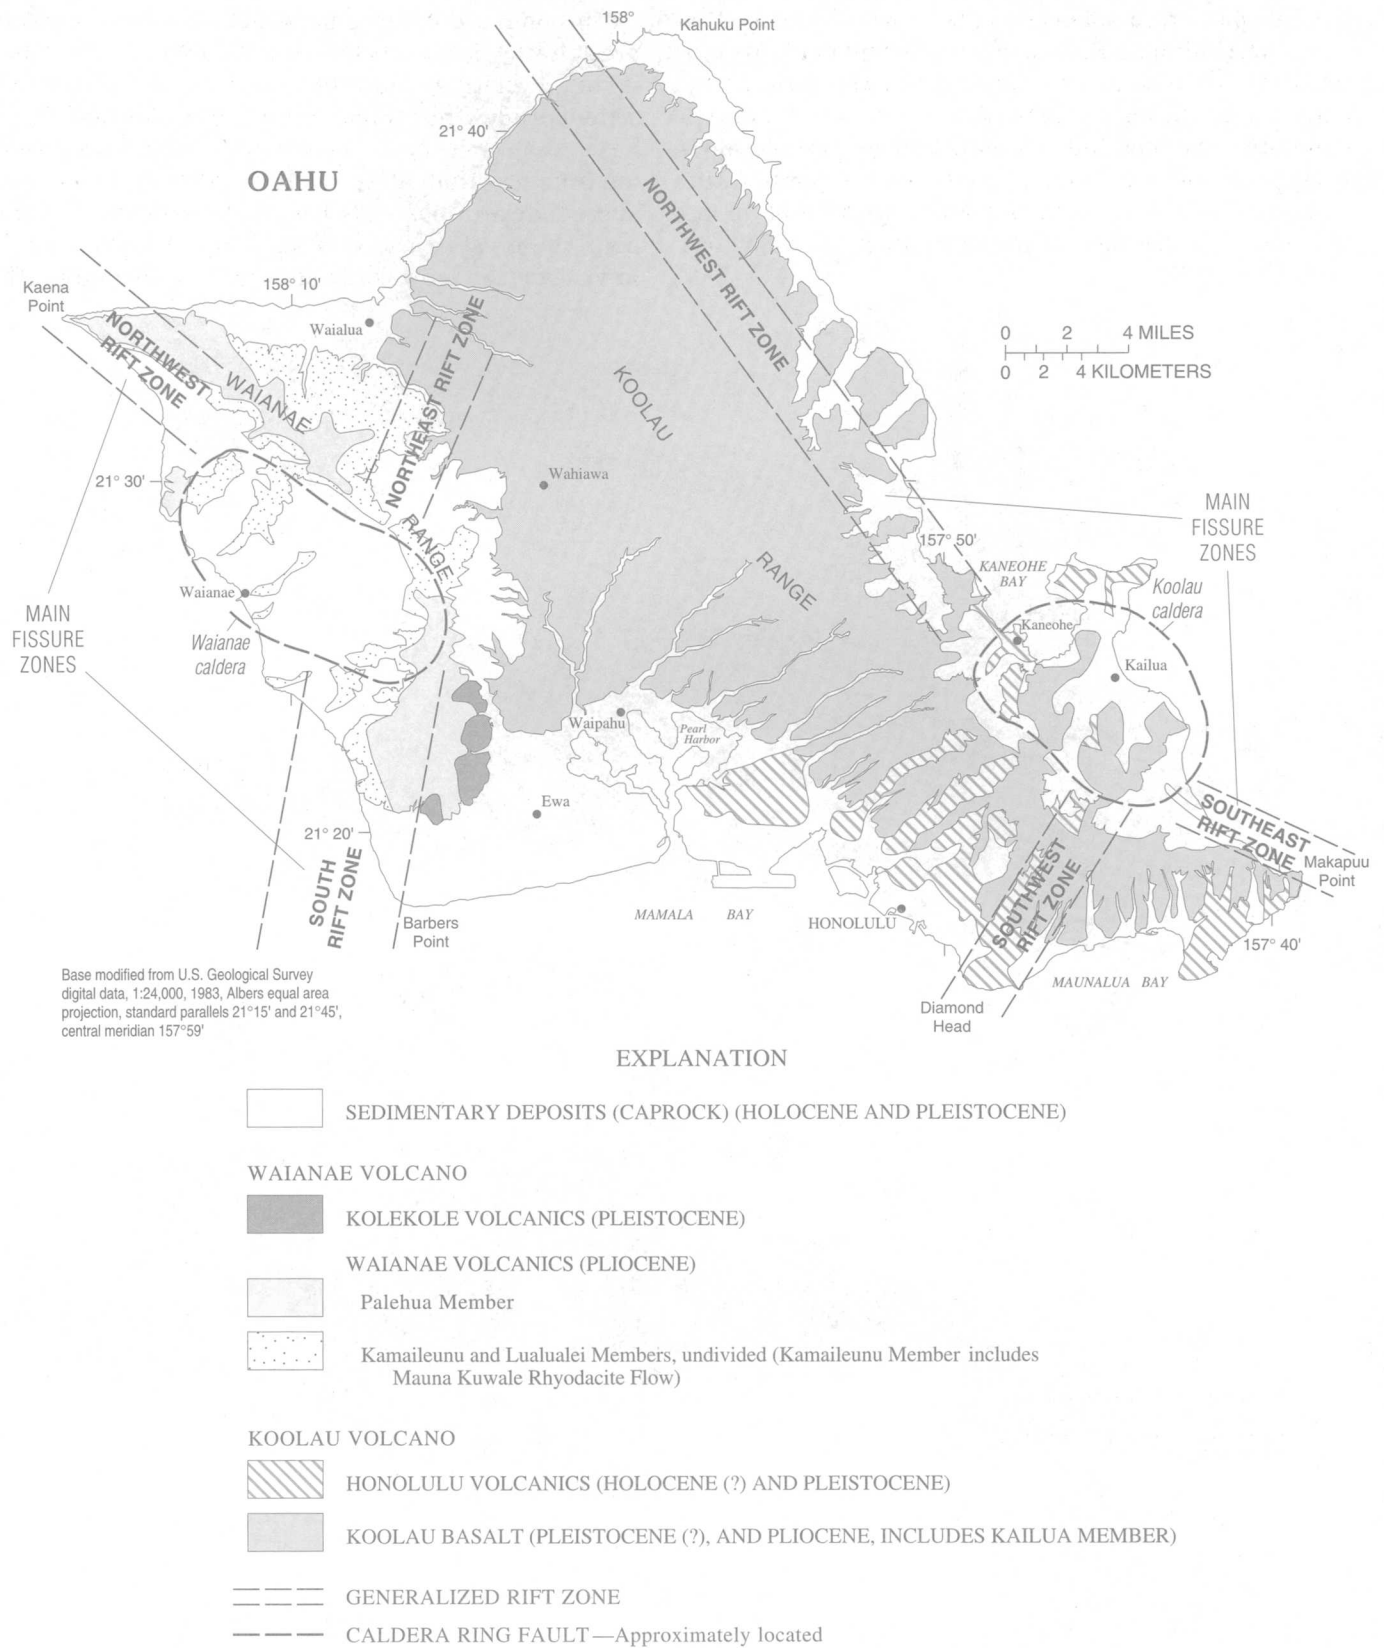 158°
Kahuku Point
21° 40'
OAHU
NORTHWEST RIFT ZONE
Kaena
Point
158° 10'
Waialua
NORTHWEST
RIFT ZONE
WAIANAE
NORTHEAST RIFT ZONE
KOOLAU
0 2 4 MILES
0 2 4 KILOMETERS
21° 30'
Wahiawa
RANGE
RANGE
MAIN
FISSURE
ZONES
157° 50'
KANEOHE
BAY
Koolau
caldera
Waianae
MAIN
FISSURE
ZONES
Waianae
caldera
Kaneohe
Kailua
Waipahu
Pearl
Harbor
Ewa
21° 20'
SOUTHEAST
RIFT ZONE
Makapuu
Point
SOUTH
RIFT ZONE
Barbers
Point
MAMALA BAY
HONOLULU
SOUTHWEST
RIFT ZONE
157° 40'
MAUNALUA BAY
Diamond
Head
Base modified from U.S. Geological Survey
digital data, 1:24,000, 1983, Albers equal area
projection, standard parallels 21°15' and 21°45',
central meridian 157°59'
EXPLANATION
SEDIMENTARY DEPOSITS (CAPROCK) (HOLOCENE AND PLEISTOCENE)
WAIANAE VOLCANO
KOLEKOLE VOLCANICS (PLEISTOCENE)
WAIANAE VOLCANICS (PLIOCENE)
Palehua Member
Kamaileunu and Lualualei Members, undivided (Kamaileunu Member includes
Mauna Kuwale Rhyodacite Flow)
KOOLAU VOLCANO
HONOLULU VOLCANICS (HOLOCENE (?) AND PLEISTOCENE)
KOOLAU BASALT (PLEISTOCENE (?), AND PLIOCENE, INCLUDES KAILUA MEMBER)
GENERALIZED RIFT ZONE
CALDERA RING FAULT—Approximately located